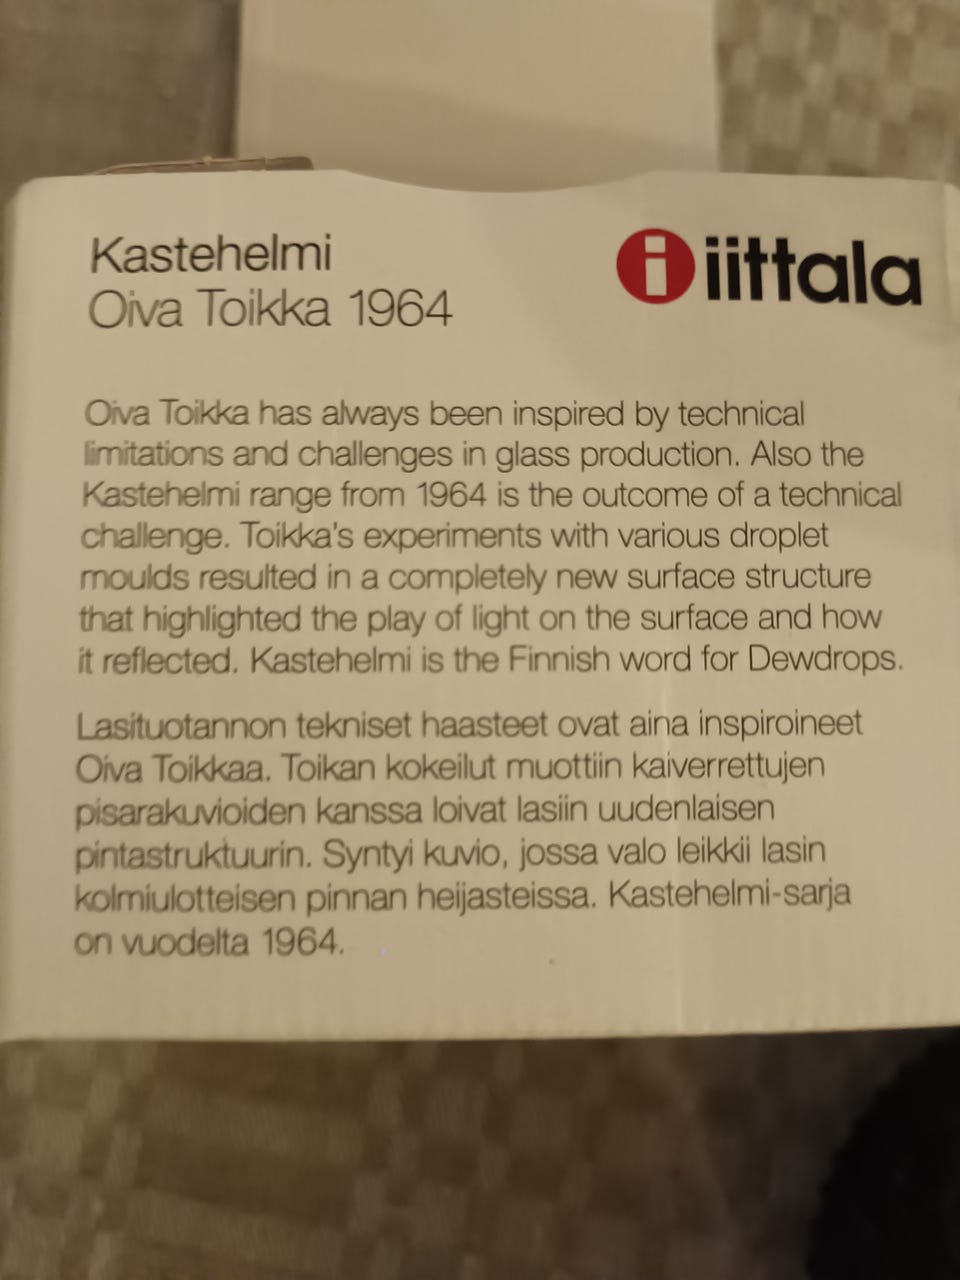 Kastehelmi
Oiva Toikka 1964
i iittala
Oiva Toikka has always been inspired by technical
limitations and challenges in glass production. Also the
Kastehelmi range from 1964 is the outcome of a technical
challenge. Toikka's experiments with various droplet
moulds resulted in a completely new surface structure
that highlighted the play of light on the surface and how
it reflected. Kastehelmi is the Finnish word for Dewdrops.
Lasituotannon tekniset haasteet ovat aina inspiroineet
Oiva Toikkaa. Toikan kokeilut muottiin kaiverrettujen
pisarakuvioiden kanssa loivat lasiin uudenlaisen
pintastruktuurin. Syntyi kuvio, jossa valo leikkii lasin
kolmiulotteisen pinnan heijasteissa. Kastehelmi-sarja
on vuodelta 1964.